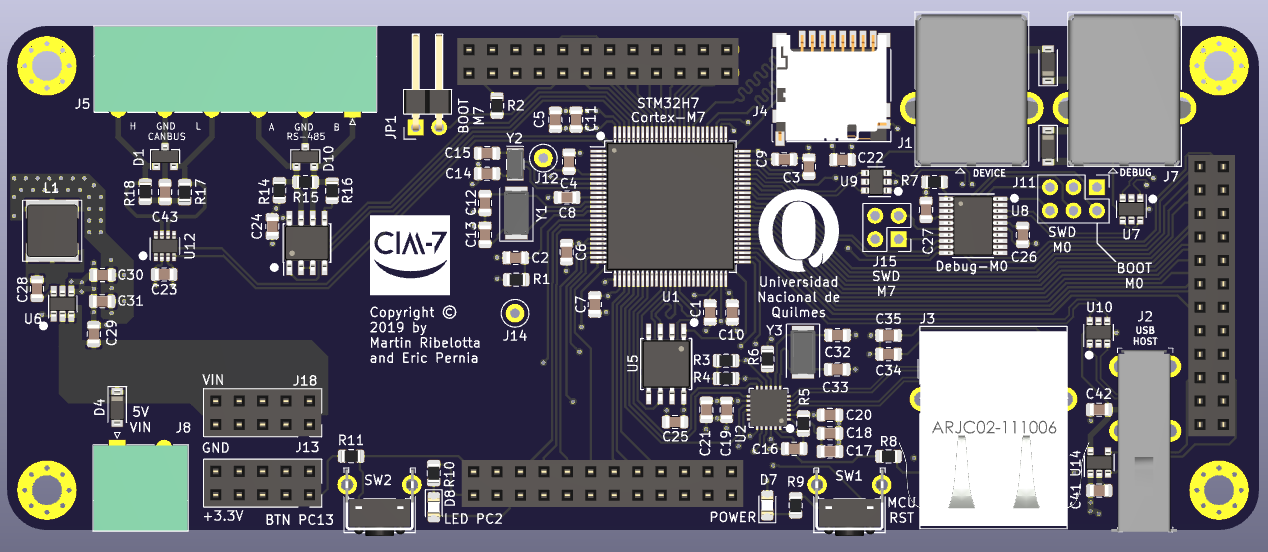 J5
H
GND
CANBUS
L
A
GND
RS-485
B
JP1
BOOT
M7
R2
C5
C11
STM32H7
Cortex-M7
J4
J1
DEVICE
DEBUG
J7
D1
D10
C15
C14
Y2
J12
C4
C9
C3
C22
U9
R7
J11
L1
R18
C43
R17
R14
R15
R16
C12
C13
Y1
C8
C24
U12
C23
CIM-7
C2
R1
C6
C7
U1
Universidad
Nacional de
Quilmes
J15
SWD
M7
C27
U8
C26
Debug-M0
SWD
M0
U7
BOOT
M0
C28
U6
C30
C31
C29
Copyright ©
2019 by
Martin Ribelotta
and Eric Pernia
J14
C1
C10
Y3
C35
J3
U10
J2
USB
HOST
U5
R3
R4
R6
C32
C33
C34
D4
5V
VIN
J8
VIN
J18
GND
J13
+3.3V
BTN PC13
R11
SW2
R10
D8
LED PC2
C25
C21
C19
U2
R5
C20
C18
C17
C16
D7
POWER
R9
SW1
R8
MCU
RST
ARJC02-111006
C42
U14
C41